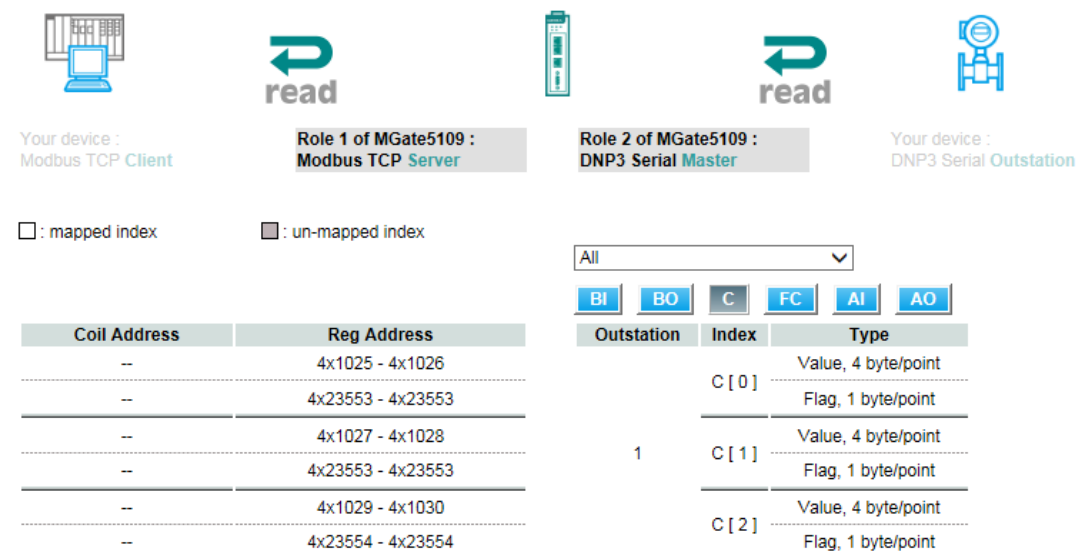 read
read
Your device :
Modbus TCP Client
Role 1 of MGate5109 :
Modbus TCP Server
Role 2 of MGate5109 :
DNP3 Serial Master
Your device :
DNP3 Serial Outstation
: mapped index
: un-mapped index
All
BI BO C FC AI AO
Coil Address Reg Address Outstation Index Type
-- 4x1025 - 4x1026 Value, 4 byte/point
C [ 0 ]
-- 4x23553 - 4x23553 Flag, 1 byte/point
-- 4x1027 - 4x1028 Value, 4 byte/point
1 C [ 1 ]
-- 4x23553 - 4x23553 Flag, 1 byte/point
-- 4x1029 - 4x1030 Value, 4 byte/point
C [ 2 ]
-- 4x23554 - 4x23554 Flag, 1 byte/point